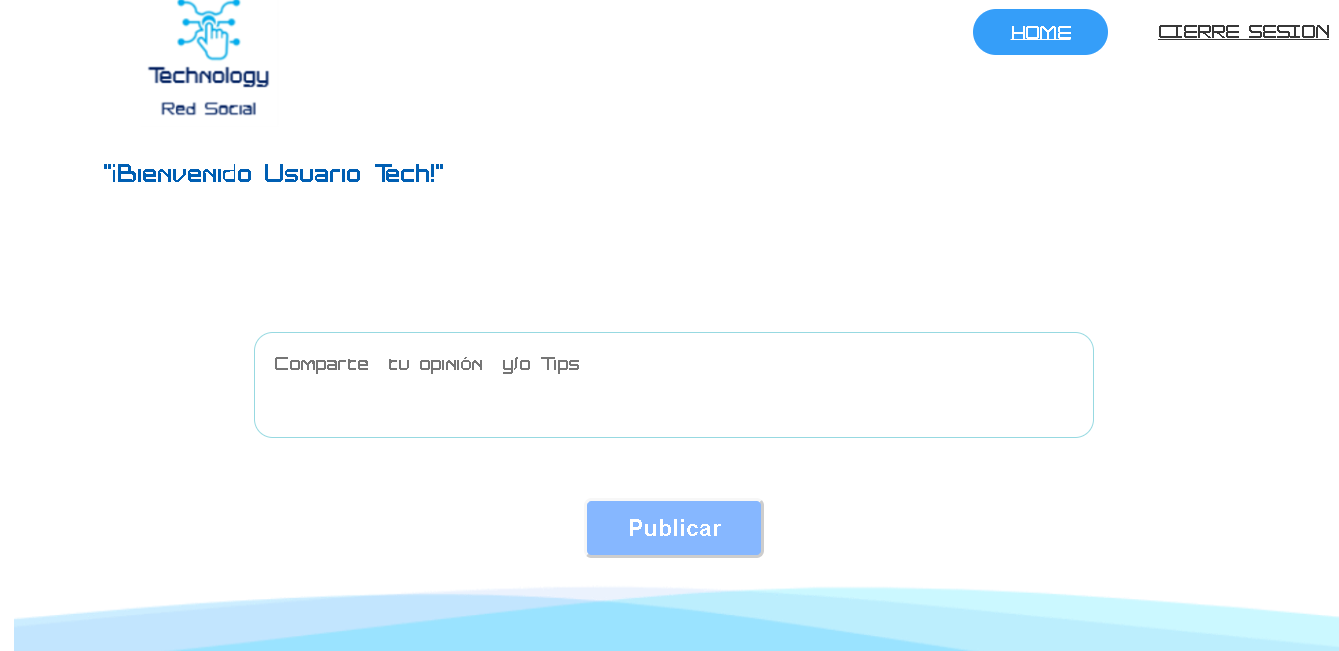 Technology
Red Social
HOME
CIERRE SESION
"¡Bienvenido Usuario Tech!"
Comparte tu opinión y/o Tips
Publicar